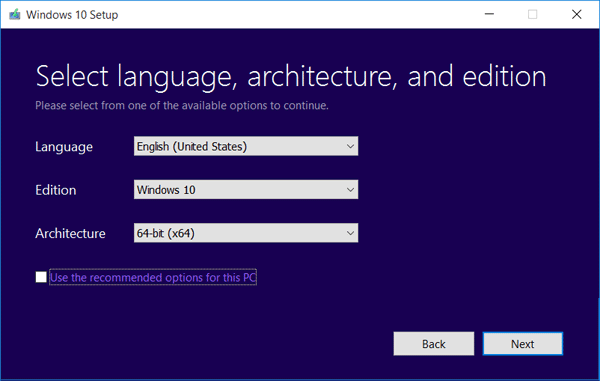 Windows 10 Setup
Select language, architecture, and edition
Please select from one of the available options to continue.
Language English (United States)
Edition Windows 10
Architecture 64-bit (x64)
Use the recommended options for this PC
Back Next